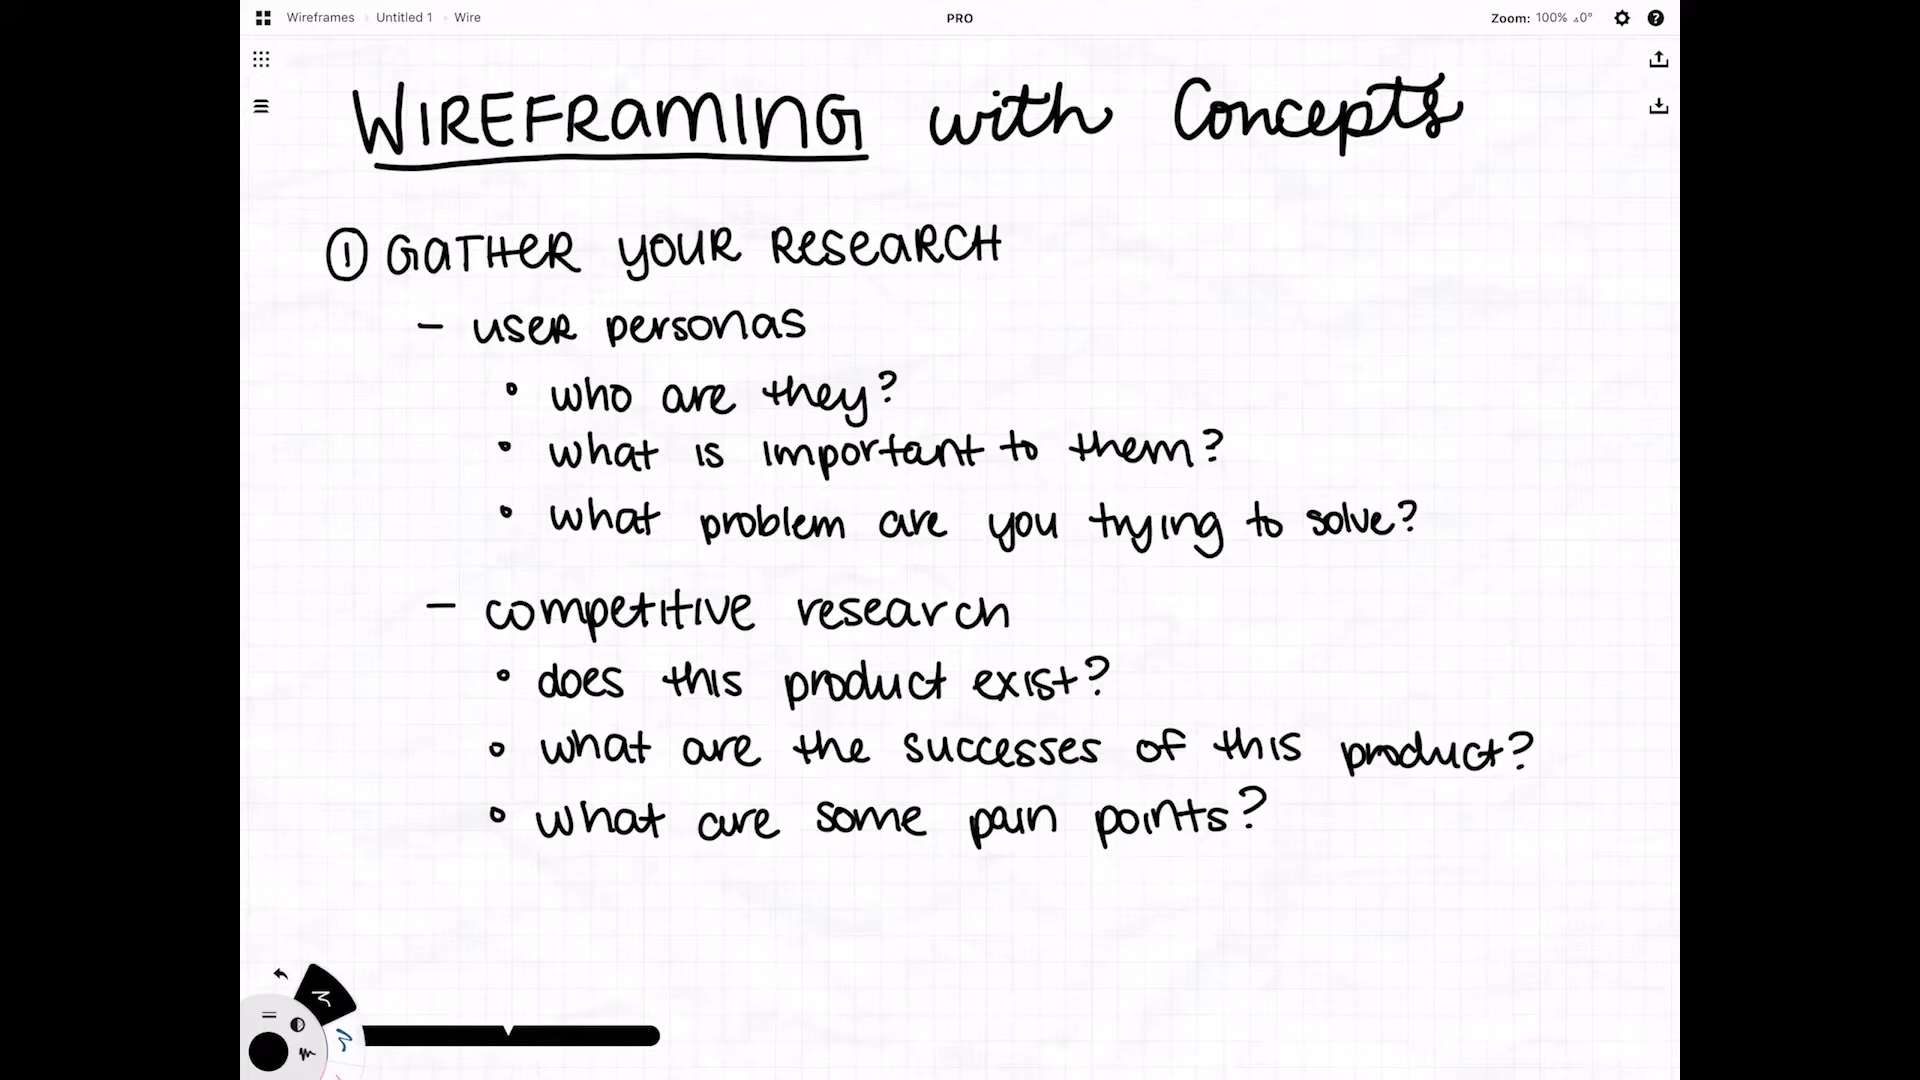 Wireframes Untitled 1 Wire PRO Zoom: 100% ⊿0° ?
WIREFRAMING with Concepts
① GATHER YOUR RESEARCH
- user personas
• who are they?
• what is important to them?
• what problem are you trying to solve?
- competitive research
• does this product exist?
• what are the successes of this product?
• what are some pain points?